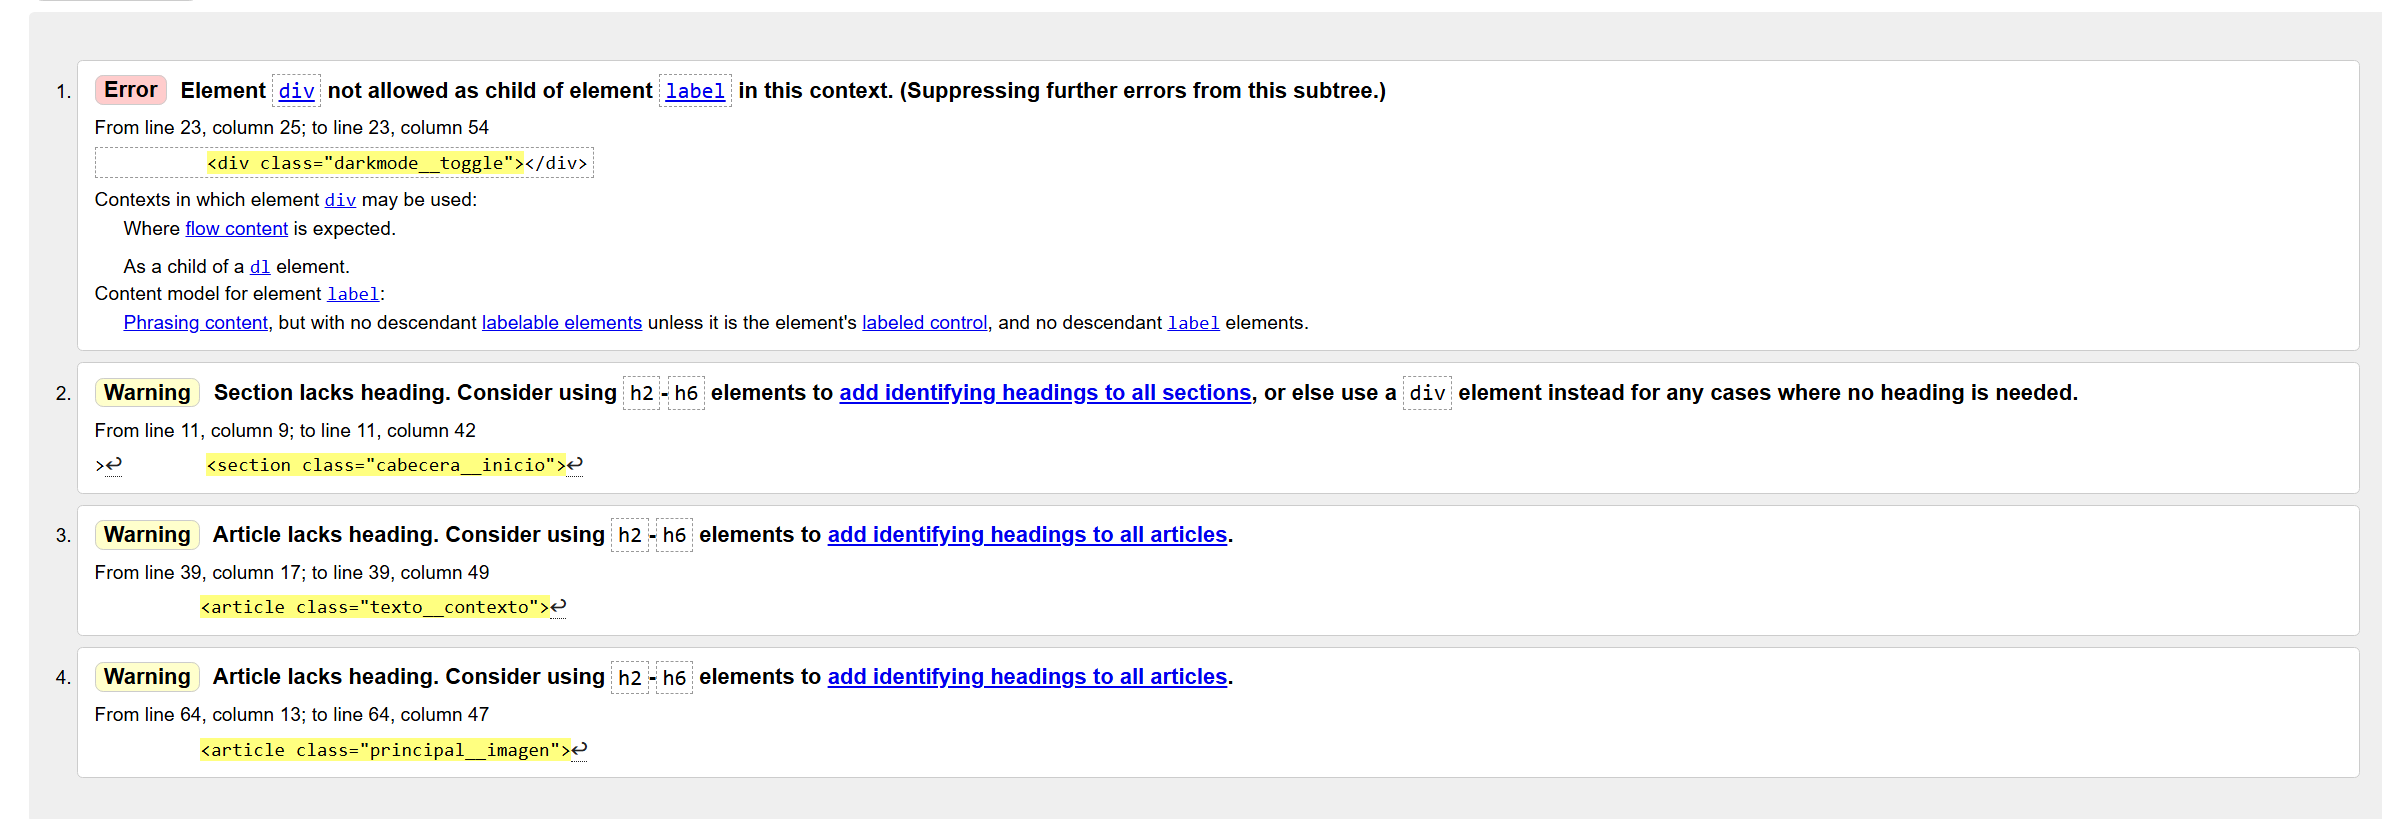 1. Error Element div not allowed as child of element label in this context. (Suppressing further errors from this subtree.)
From line 23, column 25; to line 23, column 54
<div class="darkmode__toggle"></div>
Contexts in which element div may be used:
Where flow content is expected.
As a child of a dl element.
Content model for element label:
Phrasing content, but with no descendant labelable elements unless it is the element's labeled control, and no descendant label elements.
2. Warning Section lacks heading. Consider using h2-h6 elements to add identifying headings to all sections, or else use a div element instead for any cases where no heading is needed.
From line 11, column 9; to line 11, column 42
>↩ <section class="cabecera__inicio">↩
3. Warning Article lacks heading. Consider using h2-h6 elements to add identifying headings to all articles.
From line 39, column 17; to line 39, column 49
<article class="texto__contexto">↩
4. Warning Article lacks heading. Consider using h2-h6 elements to add identifying headings to all articles.
From line 64, column 13; to line 64, column 47
<article class="principal__imagen">↩